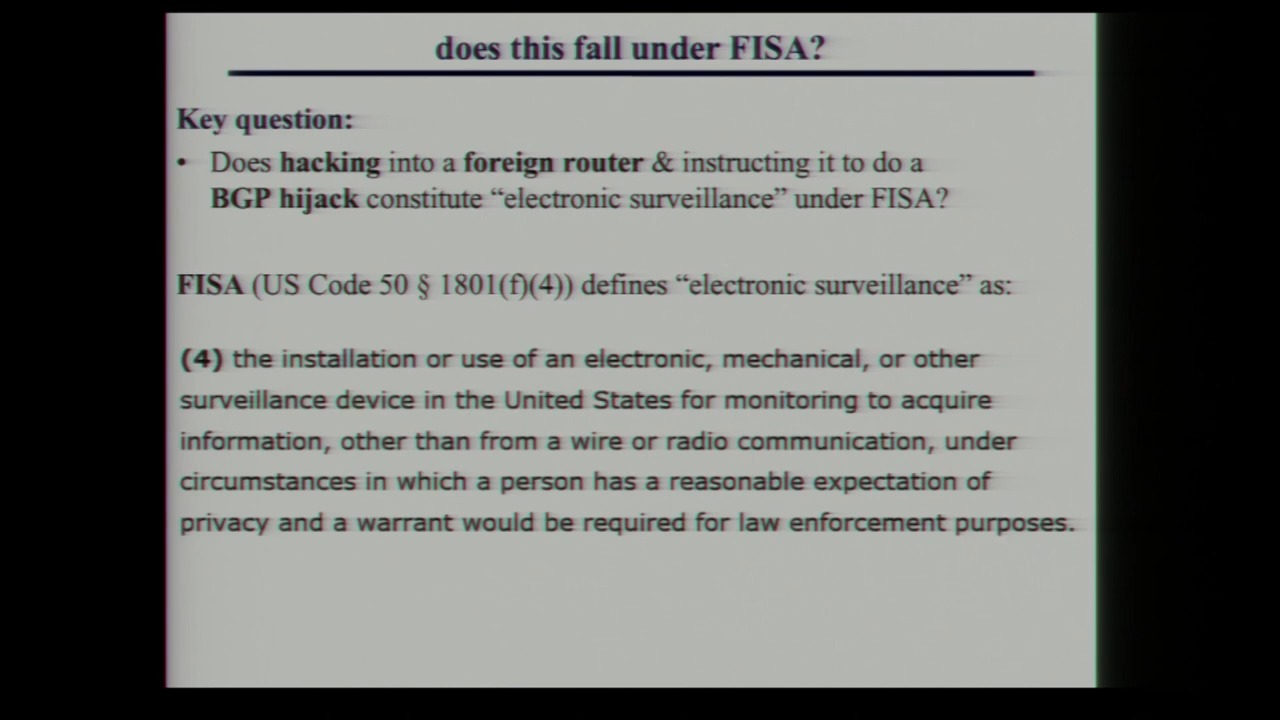 does this fall under FISA?
Key question:
• Does hacking into a foreign router & instructing it to do a
BGP hijack constitute “electronic surveillance” under FISA?
FISA (US Code 50 § 1801(f)(4)) defines “electronic surveillance” as:
(4) the installation or use of an electronic, mechanical, or other
surveillance device in the United States for monitoring to acquire
information, other than from a wire or radio communication, under
circumstances in which a person has a reasonable expectation of
privacy and a warrant would be required for law enforcement purposes.